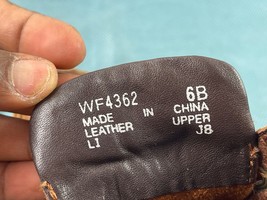 WF4362 6B
MADE IN CHINA
LEATHER UPPER
LI J8